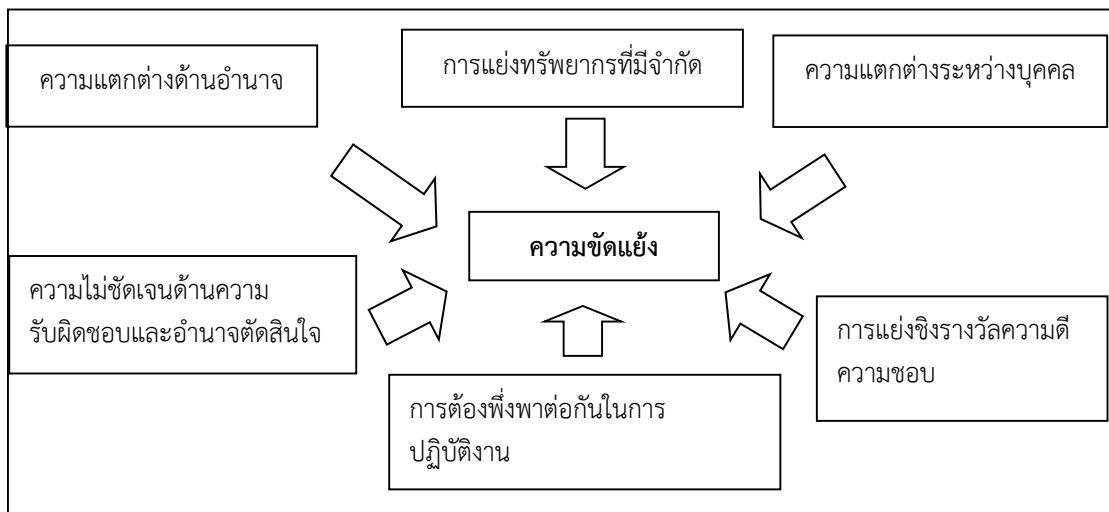 ความแตกต่างด้านอำนาจ
การแย่งทรัพยากรที่มีจำกัด
ความแตกต่างระหว่างบุคคล
ความขัดแย้ง
ความไม่ชัดเจนด้านความ
รับผิดชอบและอำนาจตัดสินใจ
การแย่งชิงรางวัลความดี
ความชอบ
การต้องพึ่งพาต่อกันในการ
ปฏิบัติงาน